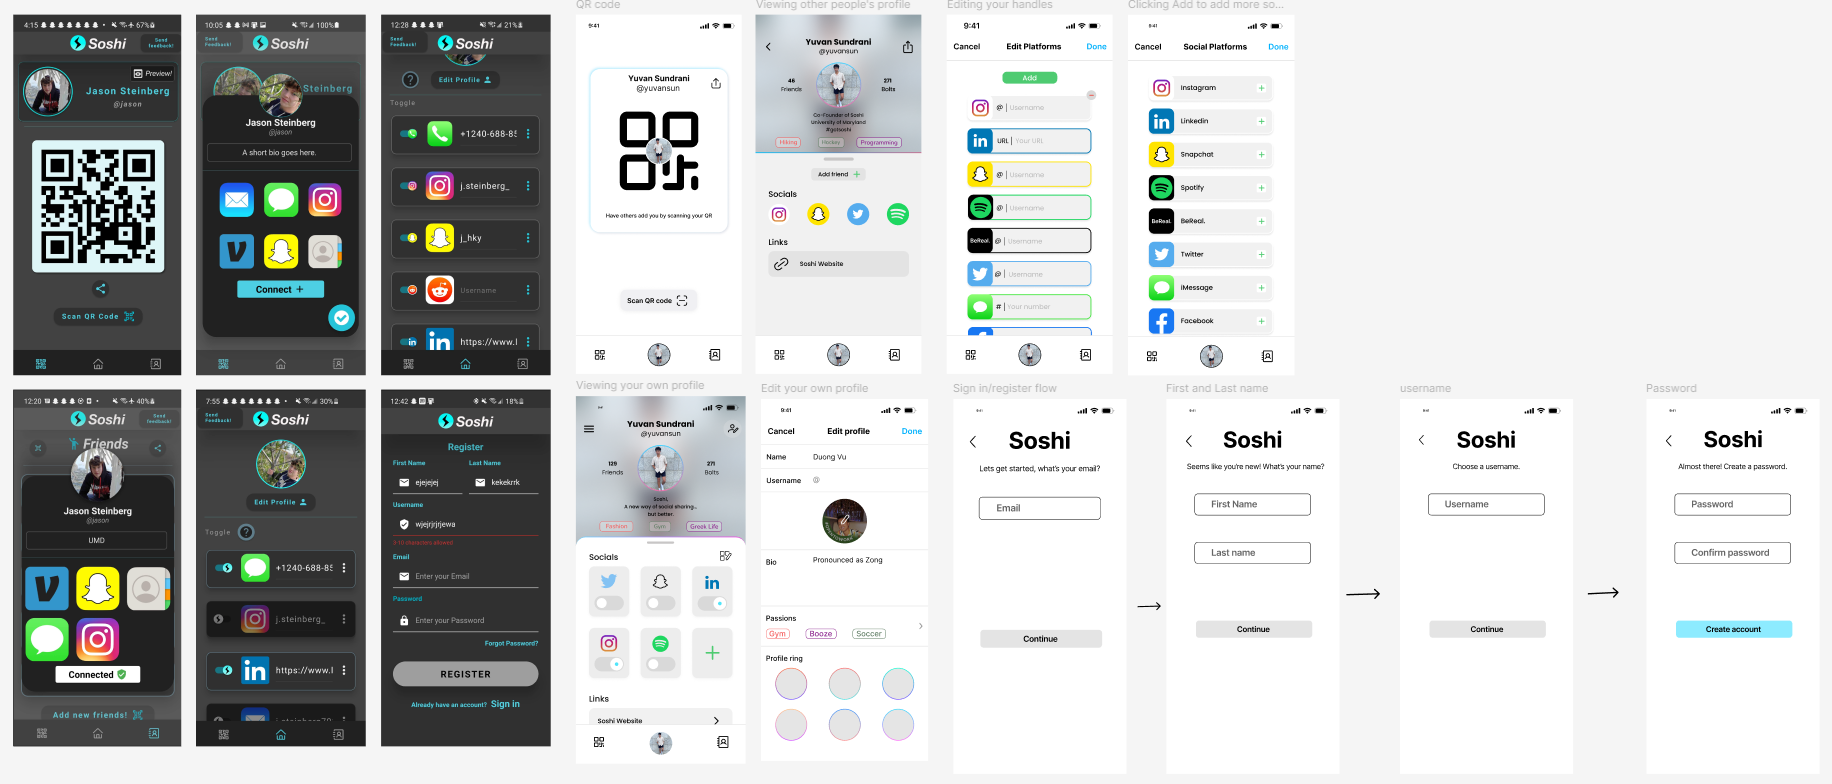 4:15
67%
Soshi
Send
feedback!
Preview!
Jason Steinberg
@jason
Scan QR Code
10:05
100%
Send
Feedback!
Soshi
Steinberg
Jason Steinberg
@jason
A short bio goes here.
Connect +
12:28
21%
Send
Feedback!
Soshi
Edit Profile
Toggle
+1240-688-85
j.steinberg_
j_hky
Username
https://www.l
QR code
9:41
Yuvan Sundrani
@yuvansun
Have others add you by scanning your QR
Scan QR code
Viewing other people's profile
Yuvan Sundrani
@yuvansun
46
Friends
271
Bolts
Co-Founder of Soshi
University of Maryland
#gotsoshi
Hiking
Hockey
Programming
Add friend +
Socials
Links
Soshi Website
Editing your handles
9:41
Cancel
Edit Platforms
Done
Add
@ | Username
URL | Your URL
@ | Username
@ | Username
BeReal.
@ | Username
@ | Username
# | Your number
Clicking Add to add more so...
9:41
Cancel
Social Platforms
Done
Instagram +
Linkedin +
Snapchat +
Spotify +
BeReal.
BeReal. +
Twitter +
iMessage +
Facebook +
12:20
40%
Soshi
Send
Feedback!
Friends
Jason Steinberg
@jason
UMD
Connected
Add new friends!
7:55
30%
Send
Feedback!
Soshi
Edit Profile
Toggle
+1240-688-85
j.steinberg_
https://www.l
j.steinberg70
12:42
18%
Soshi
Register
First Name
Last Name
ejejejej
kekekrrk
Username
wjejrjrjrjewa
3-10 characters allowed
Email
Enter your Email
Password
Enter your Password
Forgot Password?
REGISTER
Already have an account? Sign in
Viewing your own profile
Yuvan Sundrani
@yuvansun
129
Friends
271
Bolts
Soshi,
A new way of social sharing...
but better.
Fashion
Gym
Greek Life
Socials
Links
Soshi Website
Edit your own profile
9:41
Cancel
Edit profile
Done
Name
Duong Vu
Username
@
Bio
Pronounced as Zong
Passions
Gym
Booze
Soccer
Profile ring
Sign in/register flow
9:41
Soshi
Lets get started, what's your email?
Email
Continue
First and Last name
9:41
Soshi
Seems like you're new! What's your name?
First Name
Last name
Continue
username
9:41
Soshi
Choose a username.
Username
Continue
Password
9:41
Soshi
Almost there! Create a password.
Password
Confirm password
Create account